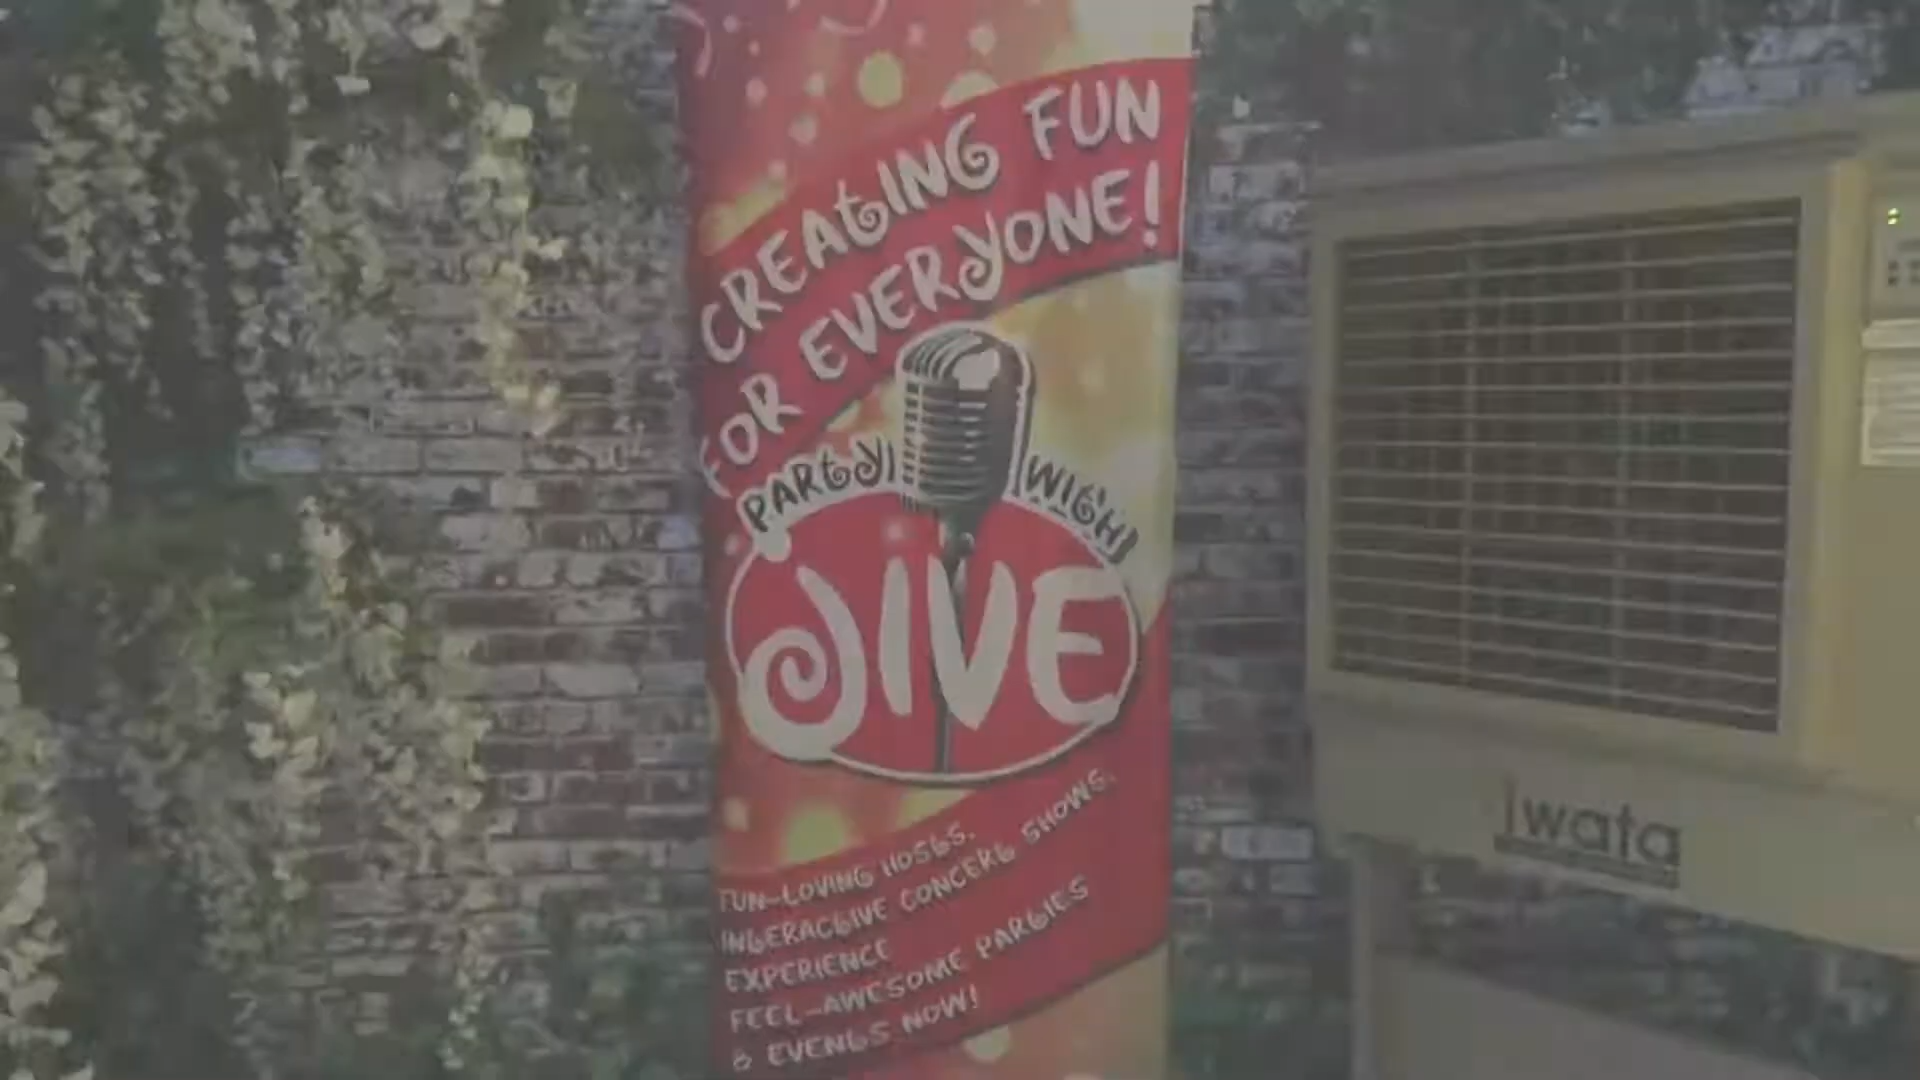 CREATING FUN
FOR EVERYONE!
PARTY WITH
JIVE
FUN-LOVING HOSTS.
INTERACTIVE CONCERT SHOWS.
EXPERIENCE
FEEL-AWESOME PARTIES
& EVENTS NOW!
iwata